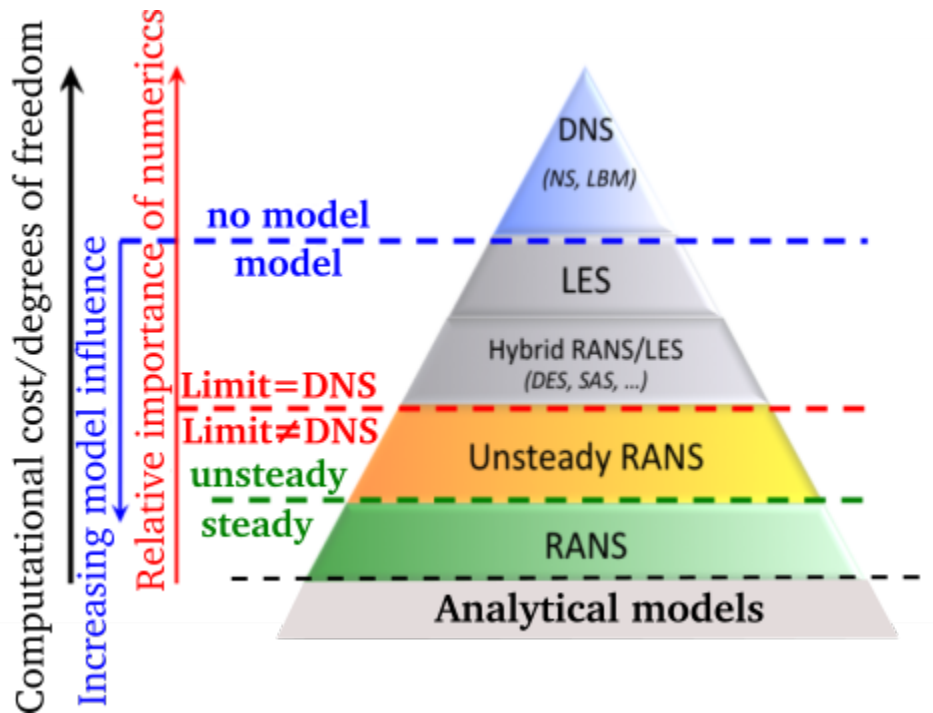 Computational cost/degrees of freedom
Increasing model influence
Relative importance of numericcs
no model
model
Limit=DNS
Limit≠DNS
unsteady
steady
DNS
(NS, LBM)
LES
Hybrid RANS/LES
(DES, SAS, ...)
Unsteady RANS
RANS
Analytical models